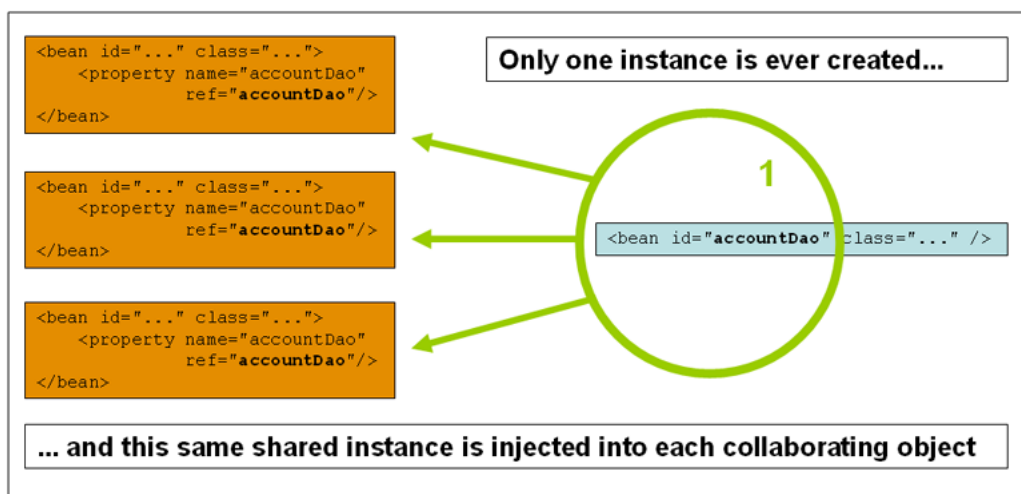 <bean id="..." class="...">
<property name="accountDao"
ref="accountDao"/>
</bean>
Only one instance is ever created...
1
<bean id="..." class="...">
<property name="accountDao"
ref="accountDao"/>
</bean>
<bean id="accountDao" class="..." />
<bean id="..." class="...">
<property name="accountDao"
ref="accountDao"/>
</bean>
... and this same shared instance is injected into each collaborating object